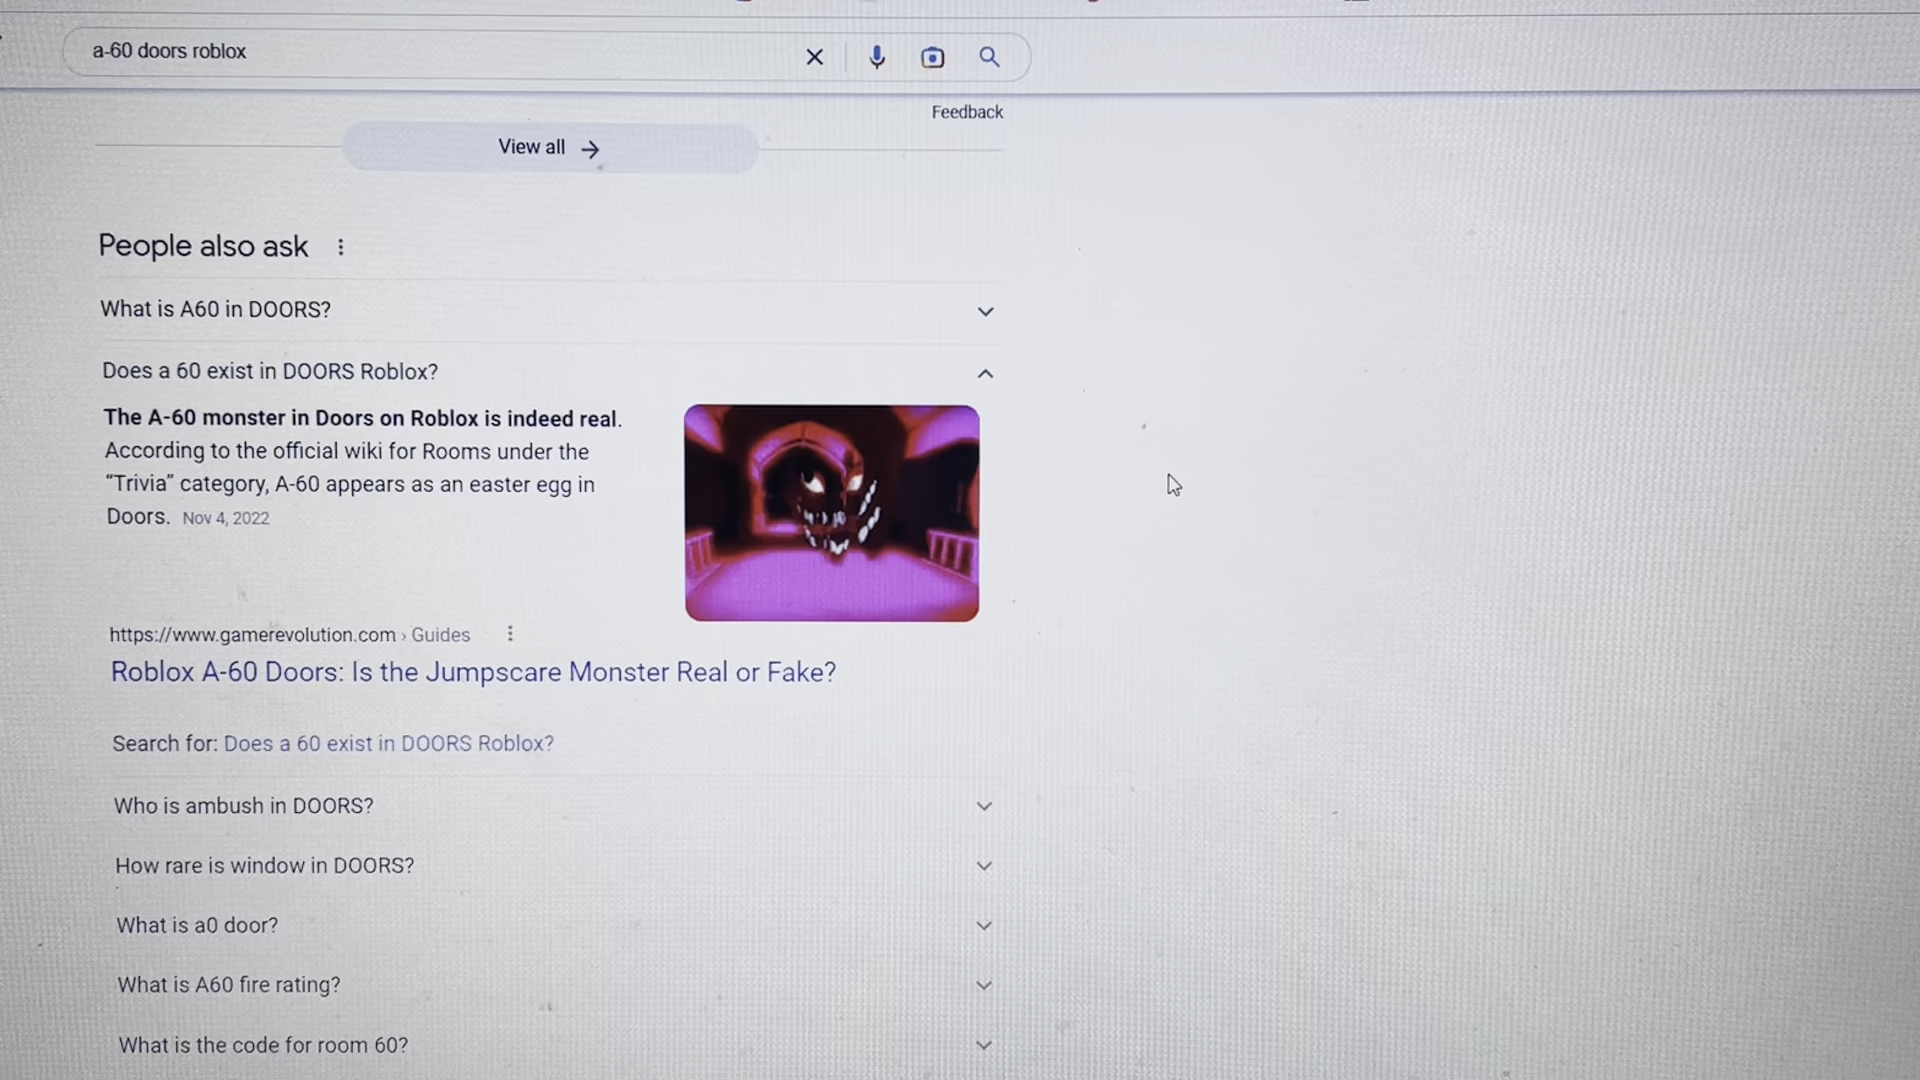 a-60 doors roblox
Feedback
View all
People also ask
What is A60 in DOORS?
Does a 60 exist in DOORS Roblox?
The A-60 monster in Doors on Roblox is indeed real.
According to the official wiki for Rooms under the
“Trivia” category, A-60 appears as an easter egg in
Doors. Nov 4, 2022
https://www.gamerevolution.com › Guides
Roblox A-60 Doors: Is the Jumpscare Monster Real or Fake?
Search for: Does a 60 exist in DOORS Roblox?
Who is ambush in DOORS?
How rare is window in DOORS?
What is a0 door?
What is A60 fire rating?
What is the code for room 60?